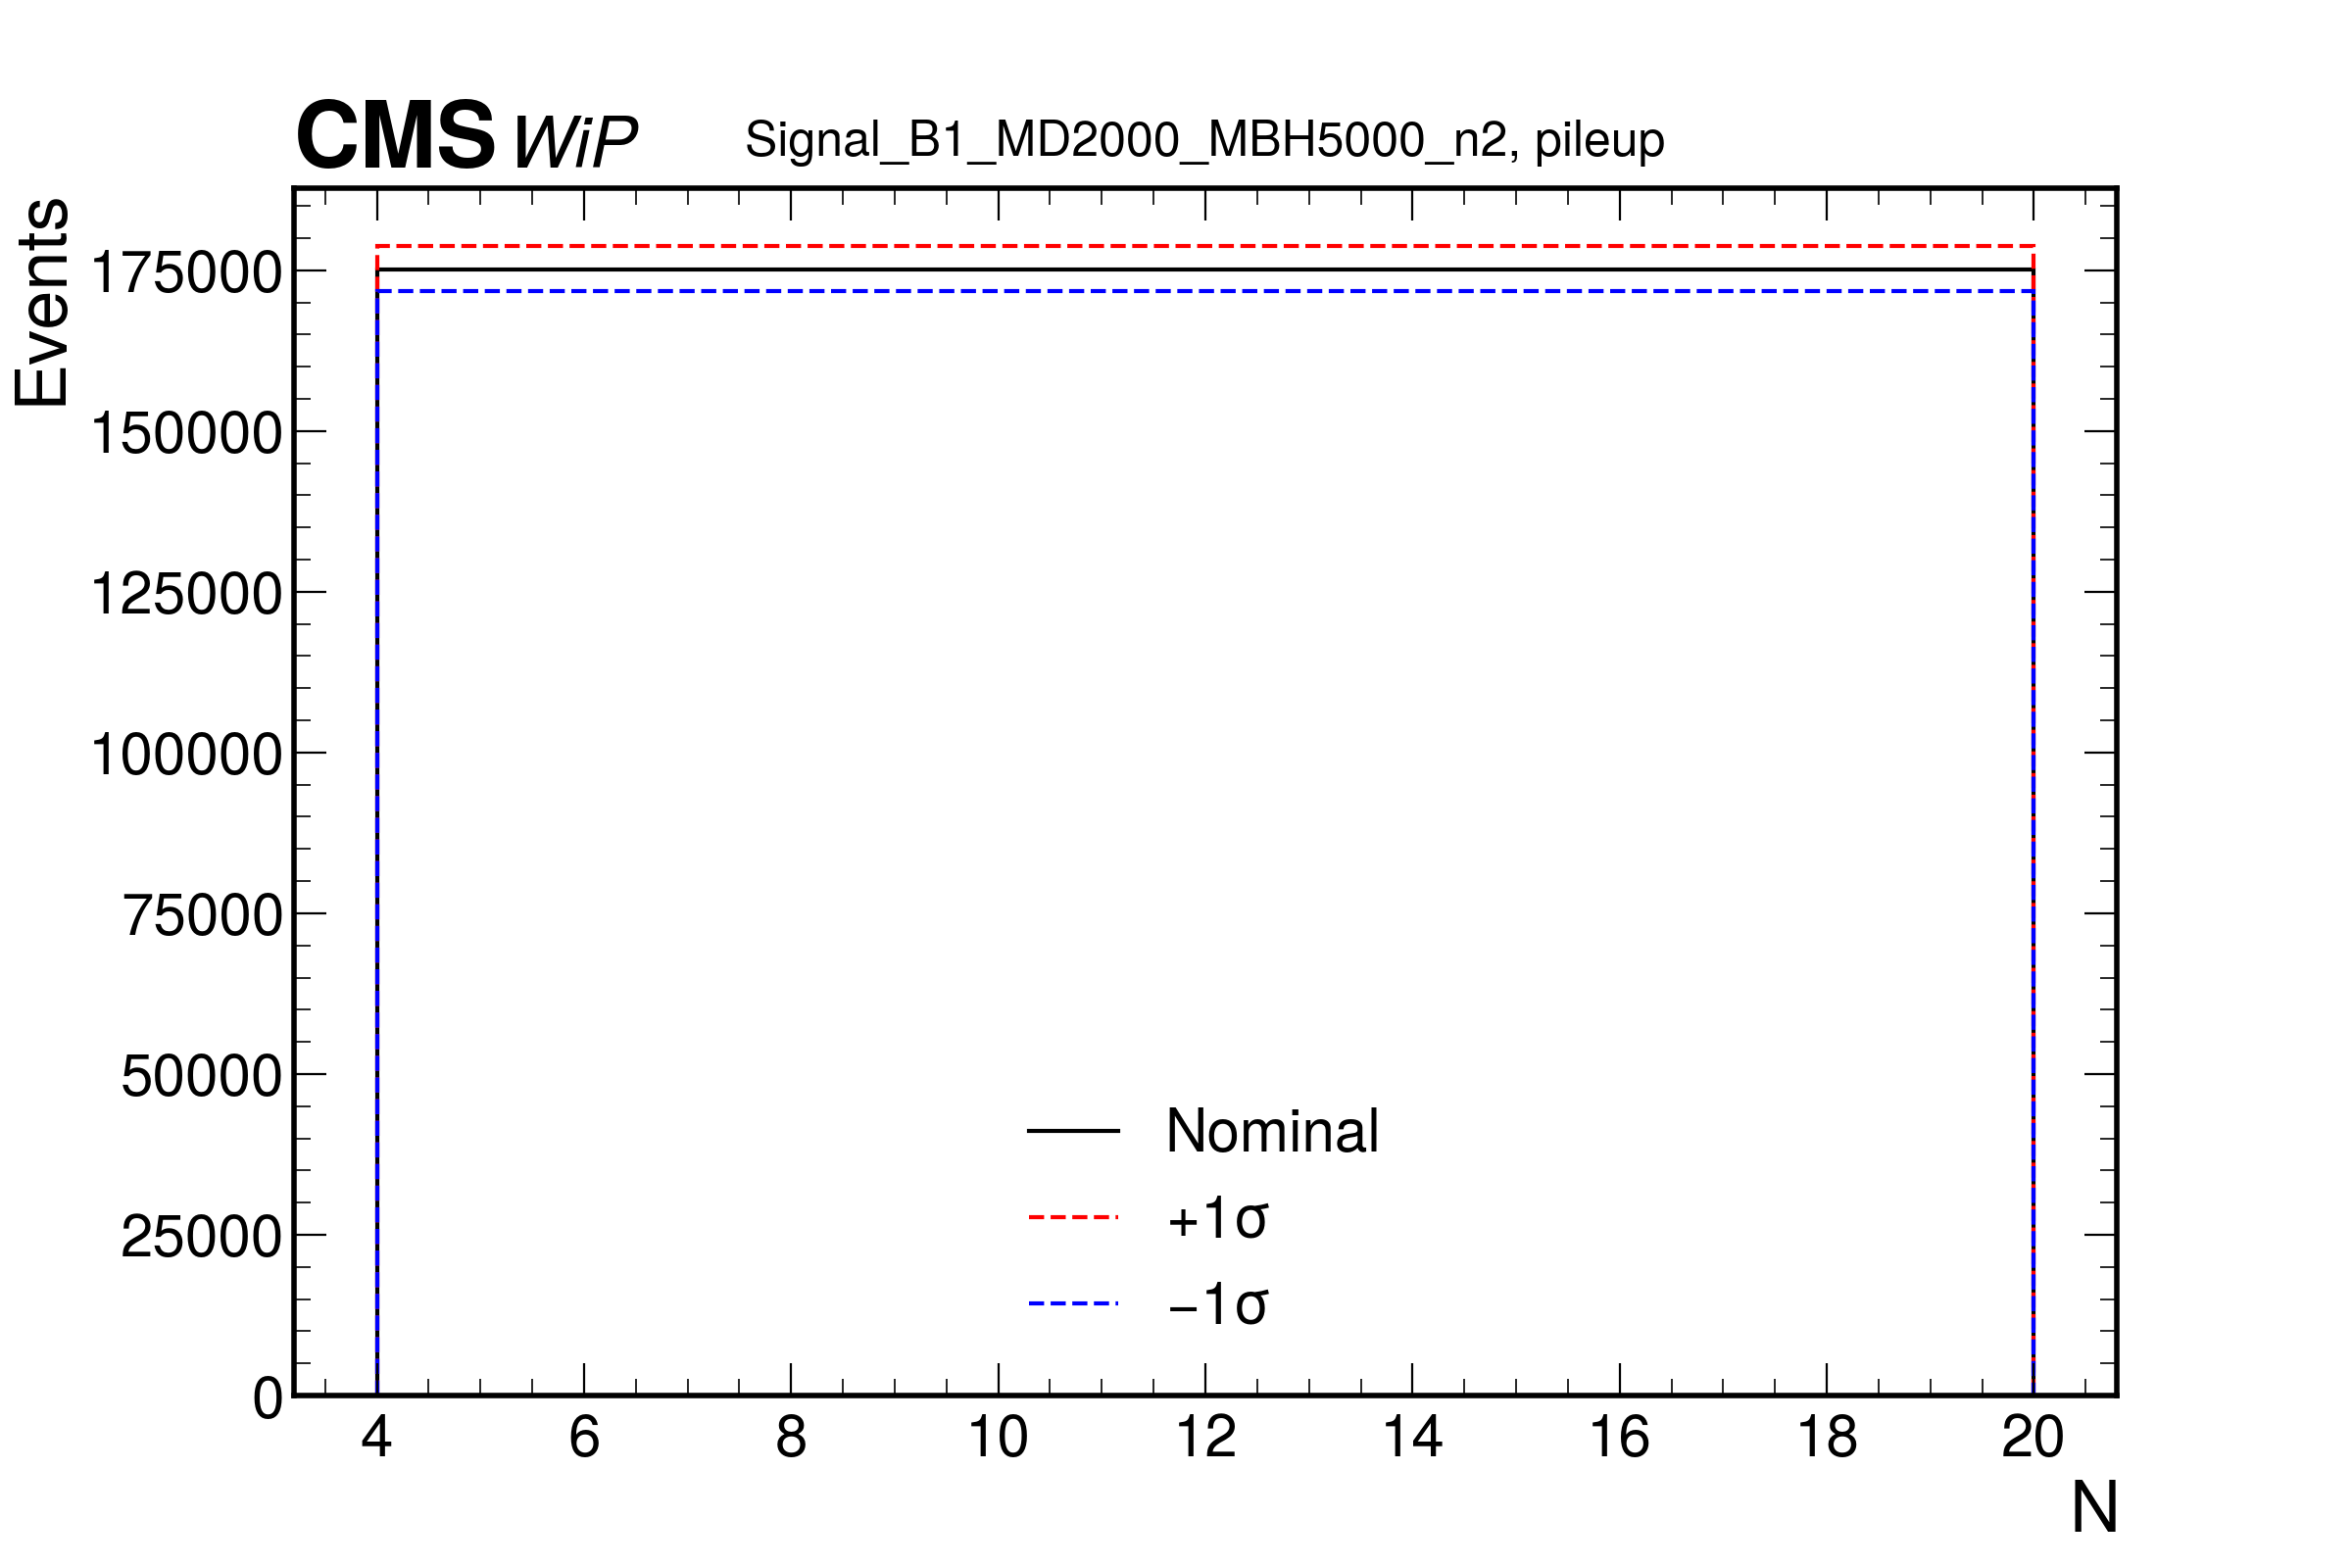 CMS WiP Signal_B1_MD2000_MBH5000_n2, pileup
Events
175000
150000
125000
100000
75000
50000
25000
0
Nominal
+1σ
−1σ
4 6 8 10 12 14 16 18 20
N